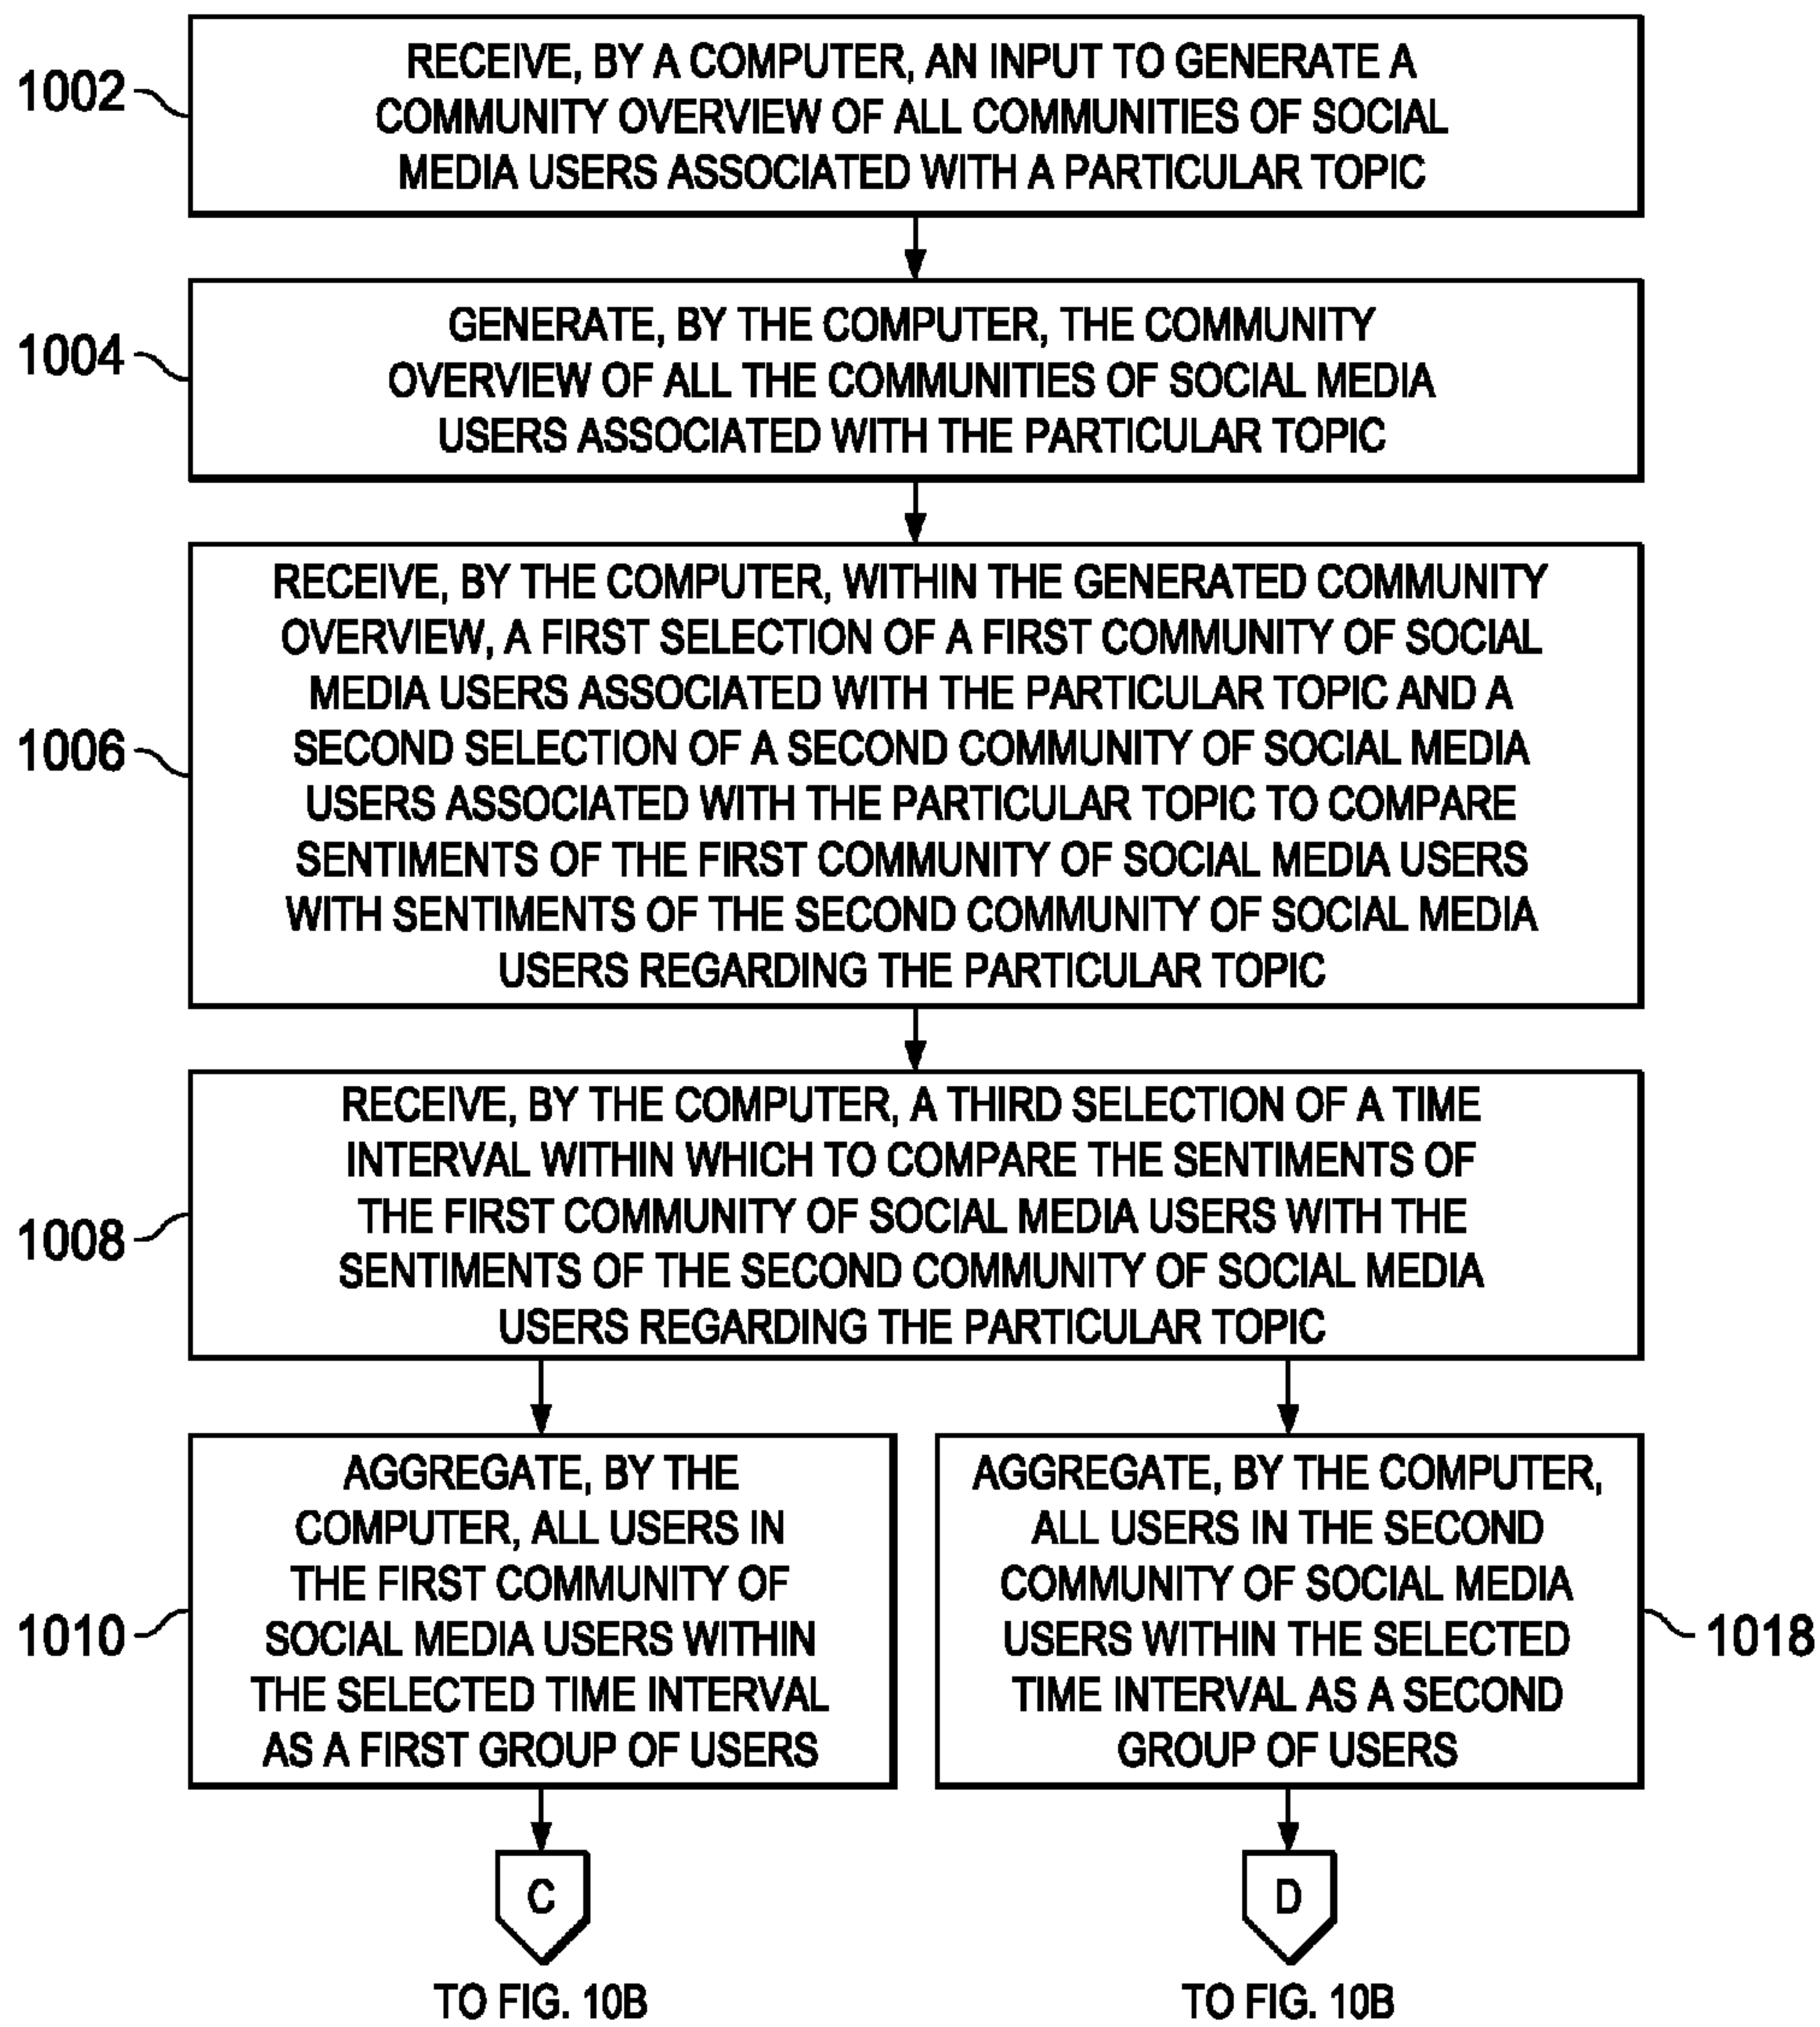 1002
RECEIVE, BY A COMPUTER, AN INPUT TO GENERATE A
COMMUNITY OVERVIEW OF ALL COMMUNITIES OF SOCIAL
MEDIA USERS ASSOCIATED WITH A PARTICULAR TOPIC
1004
GENERATE, BY THE COMPUTER, THE COMMUNITY
OVERVIEW OF ALL THE COMMUNITIES OF SOCIAL MEDIA
USERS ASSOCIATED WITH THE PARTICULAR TOPIC
1006
RECEIVE, BY THE COMPUTER, WITHIN THE GENERATED COMMUNITY
OVERVIEW, A FIRST SELECTION OF A FIRST COMMUNITY OF SOCIAL
MEDIA USERS ASSOCIATED WITH THE PARTICULAR TOPIC AND A
SECOND SELECTION OF A SECOND COMMUNITY OF SOCIAL MEDIA
USERS ASSOCIATED WITH THE PARTICULAR TOPIC TO COMPARE
SENTIMENTS OF THE FIRST COMMUNITY OF SOCIAL MEDIA USERS
WITH SENTIMENTS OF THE SECOND COMMUNITY OF SOCIAL MEDIA
USERS REGARDING THE PARTICULAR TOPIC
1008
RECEIVE, BY THE COMPUTER, A THIRD SELECTION OF A TIME
INTERVAL WITHIN WHICH TO COMPARE THE SENTIMENTS OF
THE FIRST COMMUNITY OF SOCIAL MEDIA USERS WITH THE
SENTIMENTS OF THE SECOND COMMUNITY OF SOCIAL MEDIA
USERS REGARDING THE PARTICULAR TOPIC
1010
AGGREGATE, BY THE
COMPUTER, ALL USERS IN
THE FIRST COMMUNITY OF
SOCIAL MEDIA USERS WITHIN
THE SELECTED TIME INTERVAL
AS A FIRST GROUP OF USERS
AGGREGATE, BY THE COMPUTER,
ALL USERS IN THE SECOND
COMMUNITY OF SOCIAL MEDIA
USERS WITHIN THE SELECTED
TIME INTERVAL AS A SECOND
GROUP OF USERS
1018
C
TO FIG. 10B
D
TO FIG. 10B